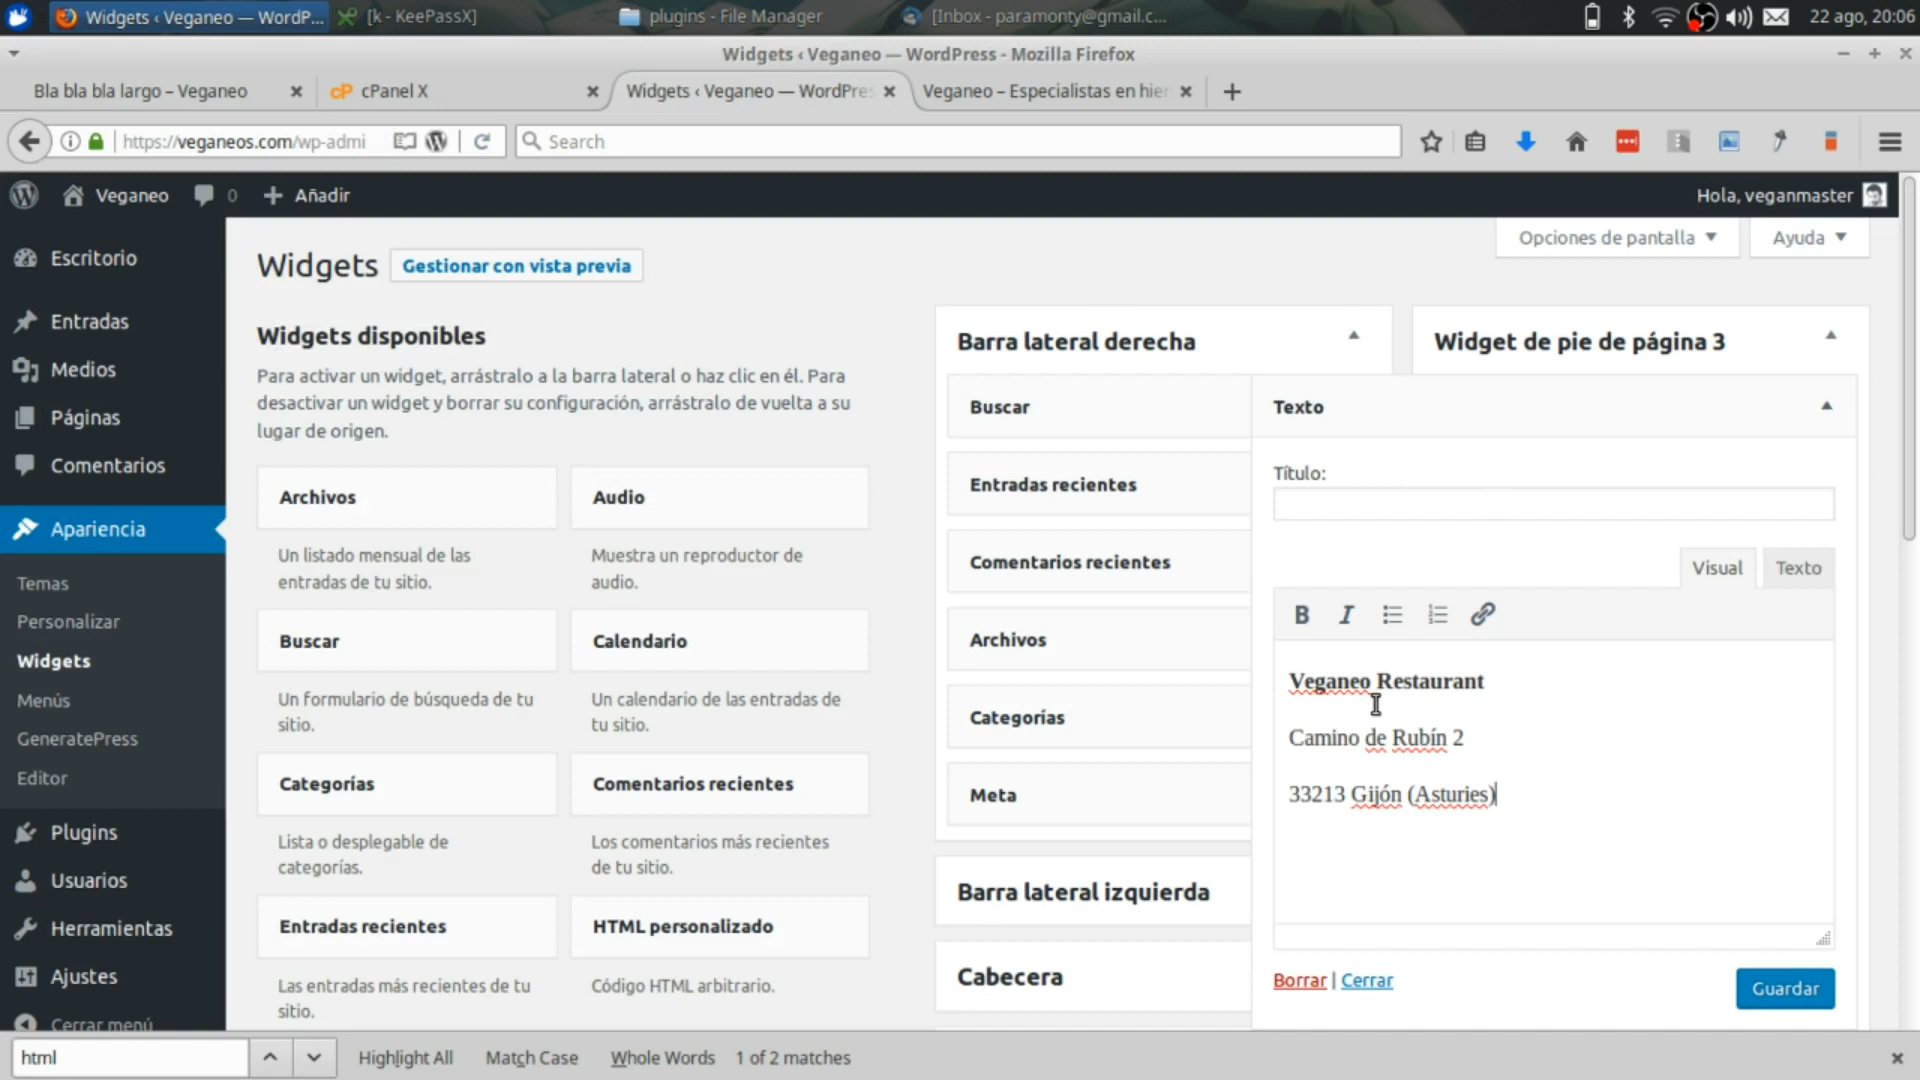 Widgets ‹ Veganeo — WordP...
[k - KeePassX]
plugins - File Manager
[Inbox - paramonty@gmail.c...
22 ago, 20:06
Widgets ‹ Veganeo — WordPress - Mozilla Firefox
Bla bla bla largo – Veganeo
cP cPanel X
Widgets ‹ Veganeo — WordPres
Veganeo – Especialistas en hier
https://veganeos.com/wp-admi
Search
Veganeo
0
Añadir
Hola, veganmaster
Opciones de pantalla
Ayuda
Escritorio
Entradas
Medios
Páginas
Comentarios
Apariencia
Temas
Personalizar
Widgets
Menús
GeneratePress
Editor
Plugins
Usuarios
Herramientas
Ajustes
Cerrar menú
Widgets
Gestionar con vista previa
Widgets disponibles
Para activar un widget, arrástralo a la barra lateral o haz clic en él. Para
desactivar un widget y borrar su configuración, arrástralo de vuelta a su
lugar de origen.
Archivos
Un listado mensual de las
entradas de tu sitio.
Audio
Muestra un reproductor de
audio.
Buscar
Un formulario de búsqueda de tu
sitio.
Calendario
Un calendario de las entradas de
tu sitio.
Categorías
Lista o desplegable de
categorías.
Comentarios recientes
Los comentarios más recientes
de tu sitio.
Entradas recientes
Las entradas más recientes de tu
sitio.
HTML personalizado
Código HTML arbitrario.
Barra lateral derecha
Buscar
Entradas recientes
Comentarios recientes
Archivos
Categorías
Meta
Barra lateral izquierda
Cabecera
Widget de pie de página 3
Texto
Título:
Visual
Texto
B
I
Veganeo Restaurant
Camino de Rubín 2
33213 Gijón (Asturies)
Borrar | Cerrar
Guardar
html
Highlight All
Match Case
Whole Words
1 of 2 matches